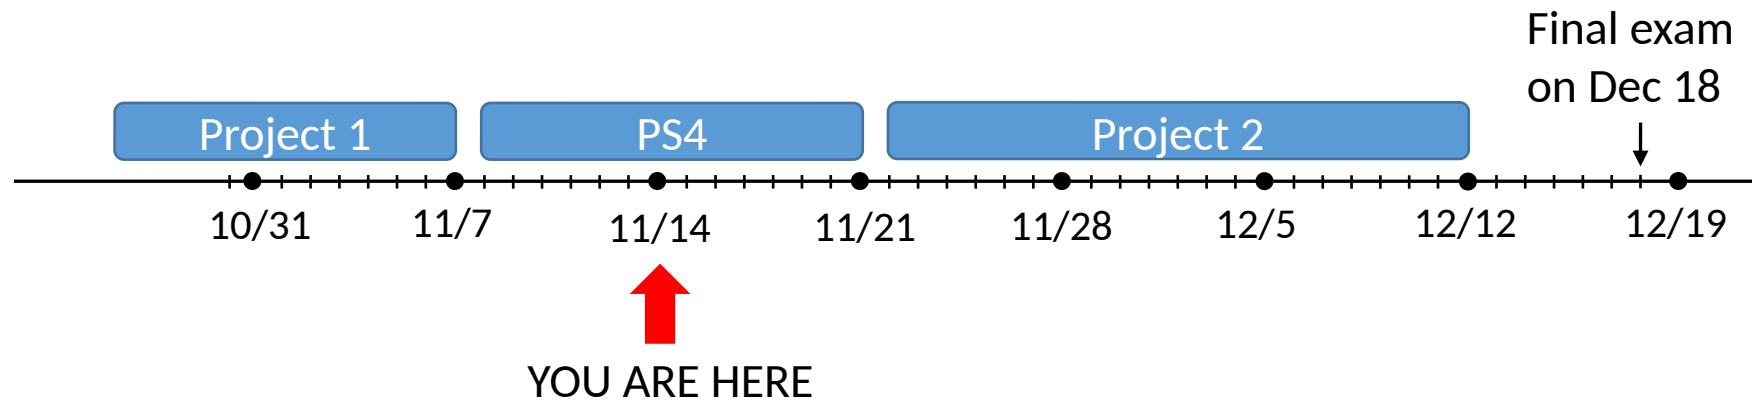 Final exam
on Dec 18
Project 1
PS4
Project 2
10/31
11/7
11/14
11/21
11/28
12/5
12/12
12/19
YOU ARE HERE